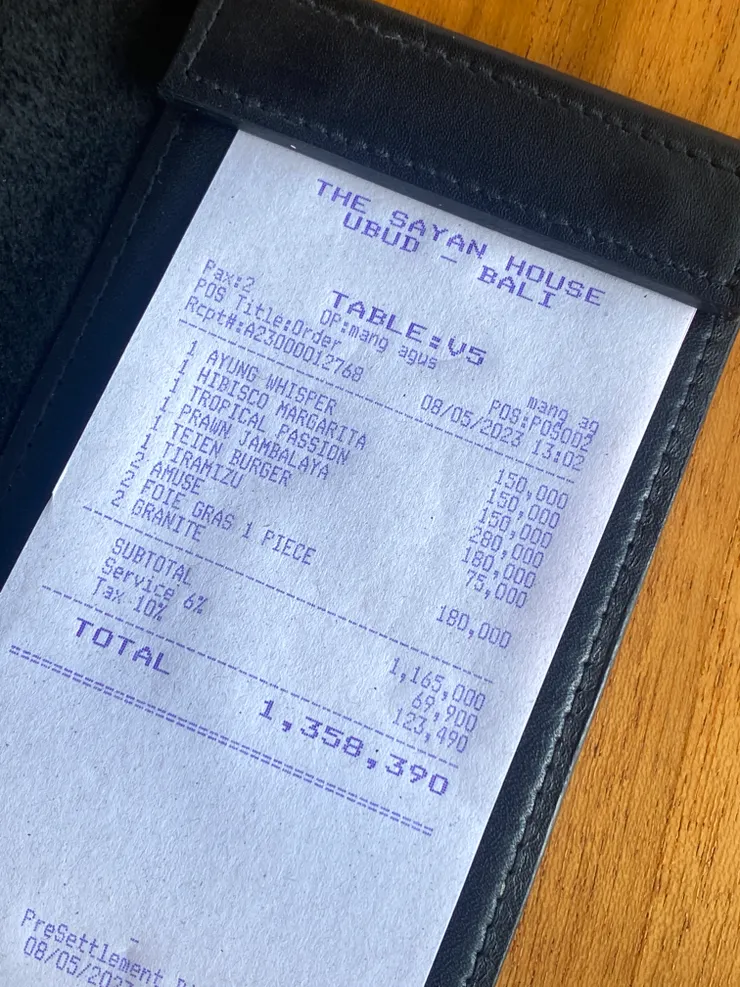 THE SAYAN HOUSE
UBUD - BALI
TABLE:V5
Pax:2 OP:mang agus mang ag
POS Title:Order POS:POS002
Rcpt#:A23000012768 08/05/2023 13:02
1 AYUNG WHISPER 150,000
1 HIBISCO MARGARITA 150,000
1 TROPICAL PASSION 150,000
1 PRAWN JAMBALAYA 280,000
1 TEIEN BURGER 180,000
1 TIRAMIZU 75,000
2 AMUSE
2 FOIE GRAS 1 PIECE 180,000
2 GRANITE
SUBTOTAL 1,165,000
Service 6% 69,900
Tax 10% 123,490
TOTAL 1,358,390
-
PreSettlement
08/05/202